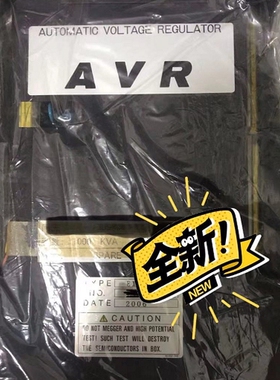 AUTOMATIC VOLTAGE REGULATOR
AVR
KVA
全新!
NEW
TYPE
NO.
DATE 2006
⚠ CAUTION
DO NOT MEGGER AND HIGH POTENTIAL
TEST! SUCH TEST WILL DESTROY
THE SEMICONDUCTORS IN BOX.